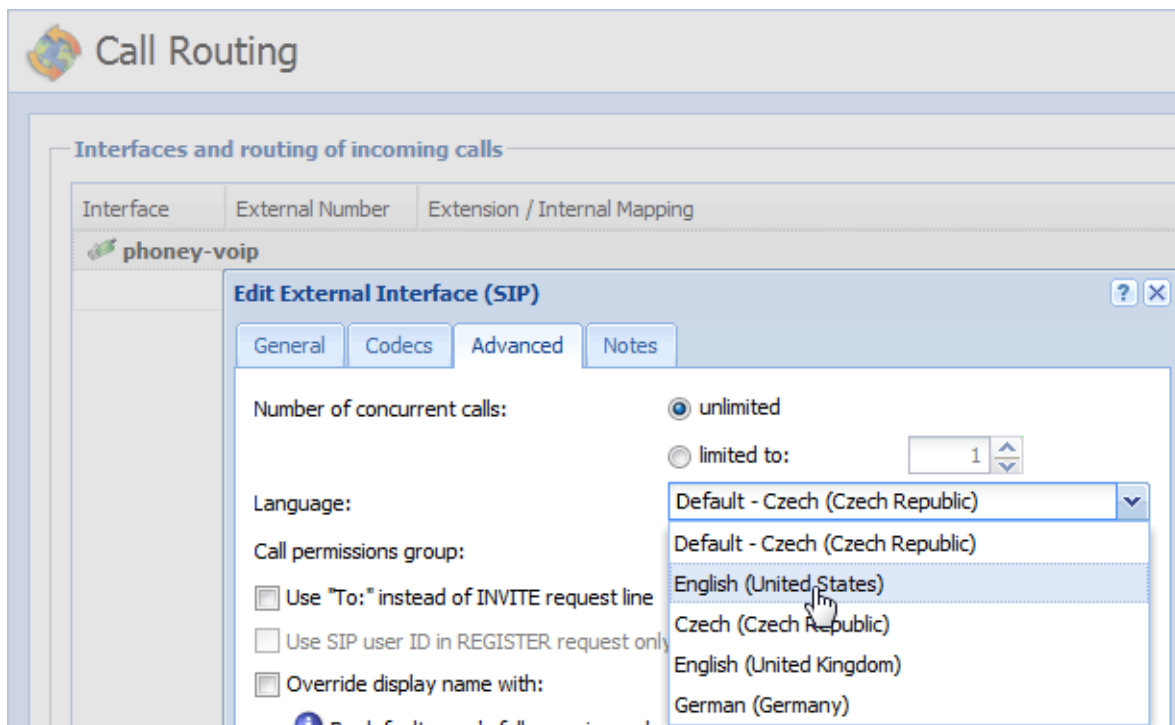 Call Routing
Interfaces and routing of incoming calls
Interface External Number Extension / Internal Mapping
phoney-voip
Edit External Interface (SIP) ?
General Codecs Advanced Notes
Number of concurrent calls: unlimited
limited to: 1
Language: Default - Czech (Czech Republic)
Call permissions group: Default - Czech (Czech Republic)
English (United States)
Use "To:" instead of INVITE request line
Czech (Czech Republic)
Use SIP user ID in REGISTER request only
English (United Kingdom)
Override display name with:
German (Germany)